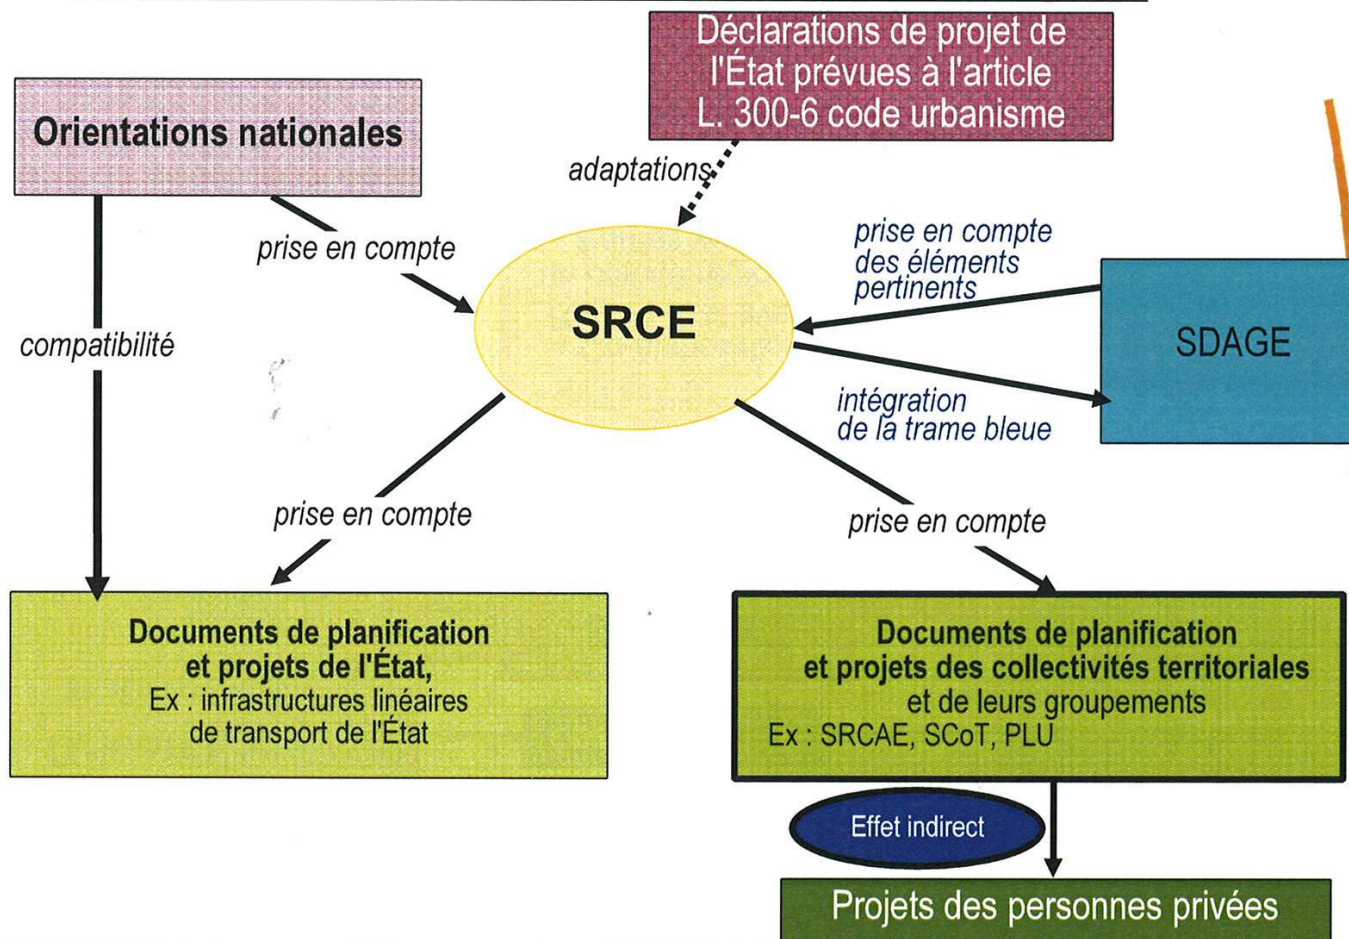 Déclarations de projet de
l'État prévues à l'article
L. 300-6 code urbanisme
Orientations nationales
adaptations
prise en compte
prise en compte
des éléments
pertinents
SRCE
SDAGE
compatibilité
intégration
de la trame bleue
prise en compte
prise en compte
Documents de planification
et projets de l'État,
Ex : infrastructures linéaires
de transport de l'État
Documents de planification
et projets des collectivités territoriales
et de leurs groupements
Ex : SRCAE, SCoT, PLU
Effet indirect
Projets des personnes privées